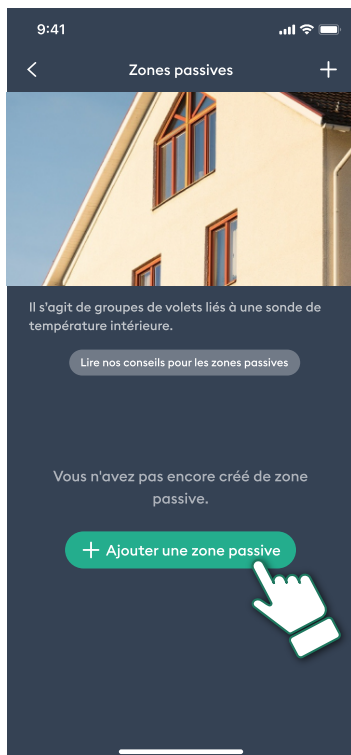 9:41
Zones passives
Il s'agit de groupes de volets liés à une sonde de
température intérieure.
Lire nos conseils pour les zones passives
Vous n'avez pas encore créé de zone
passive.
+ Ajouter une zone passive